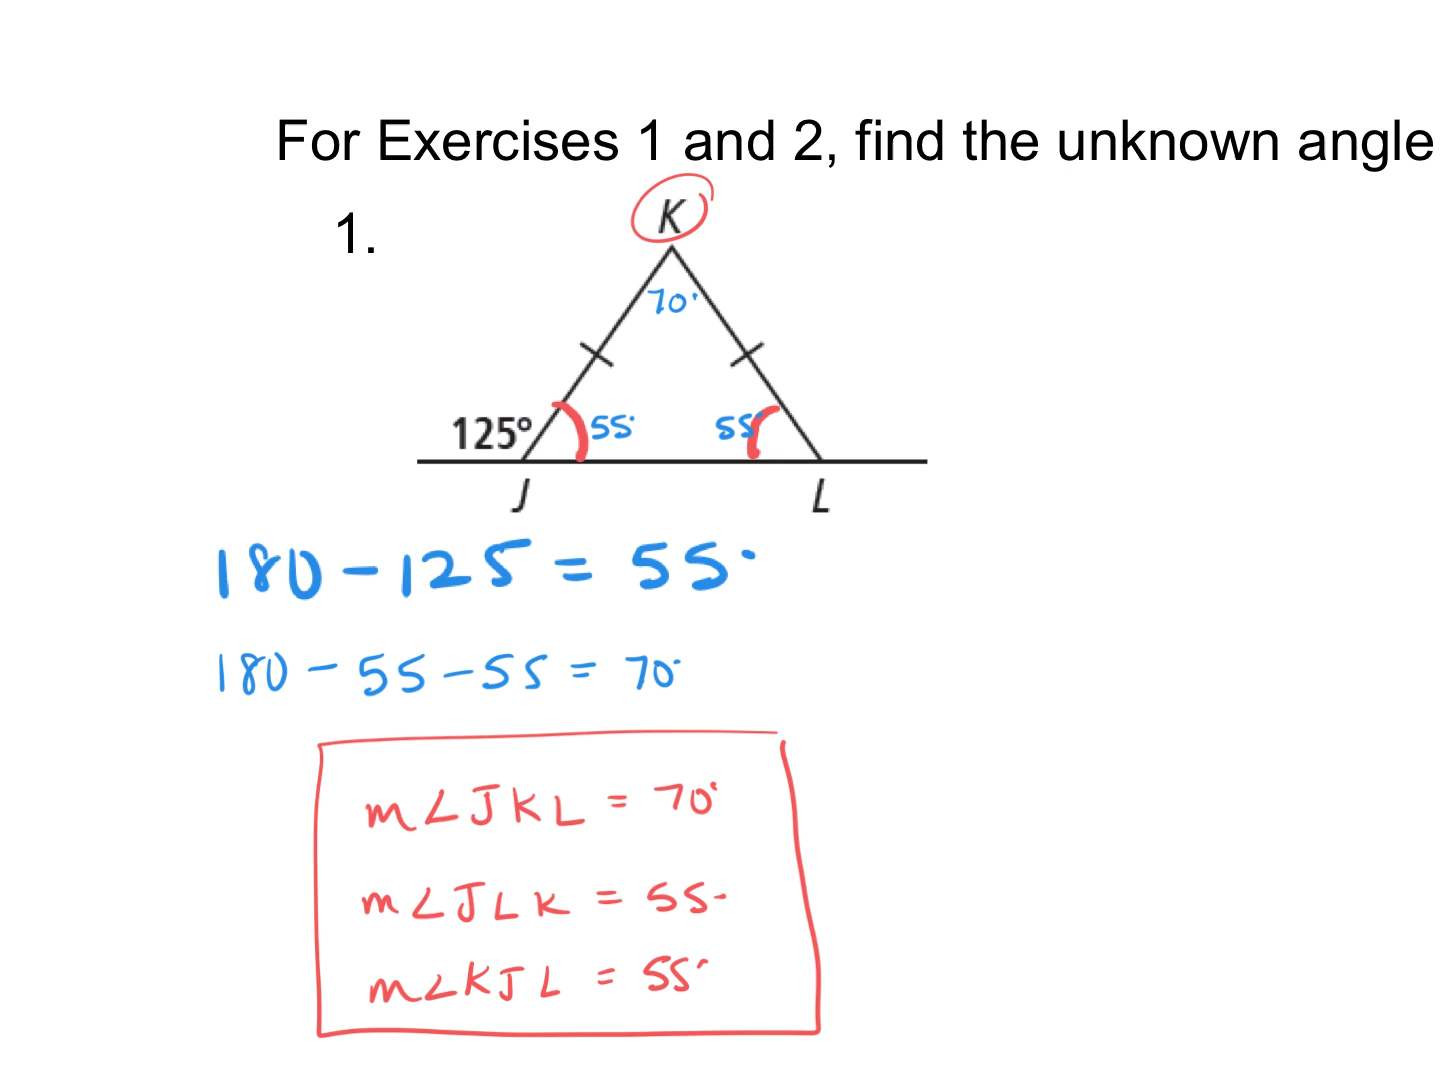 For Exercises 1 and 2, find the unknown angle
1.
K
70°
125° 55° 55°
J L
180 - 125 = 55°
180 - 55 - 55 = 70°
m∠JKL = 70°
m∠JLK = 55°
m∠KJL = 55°